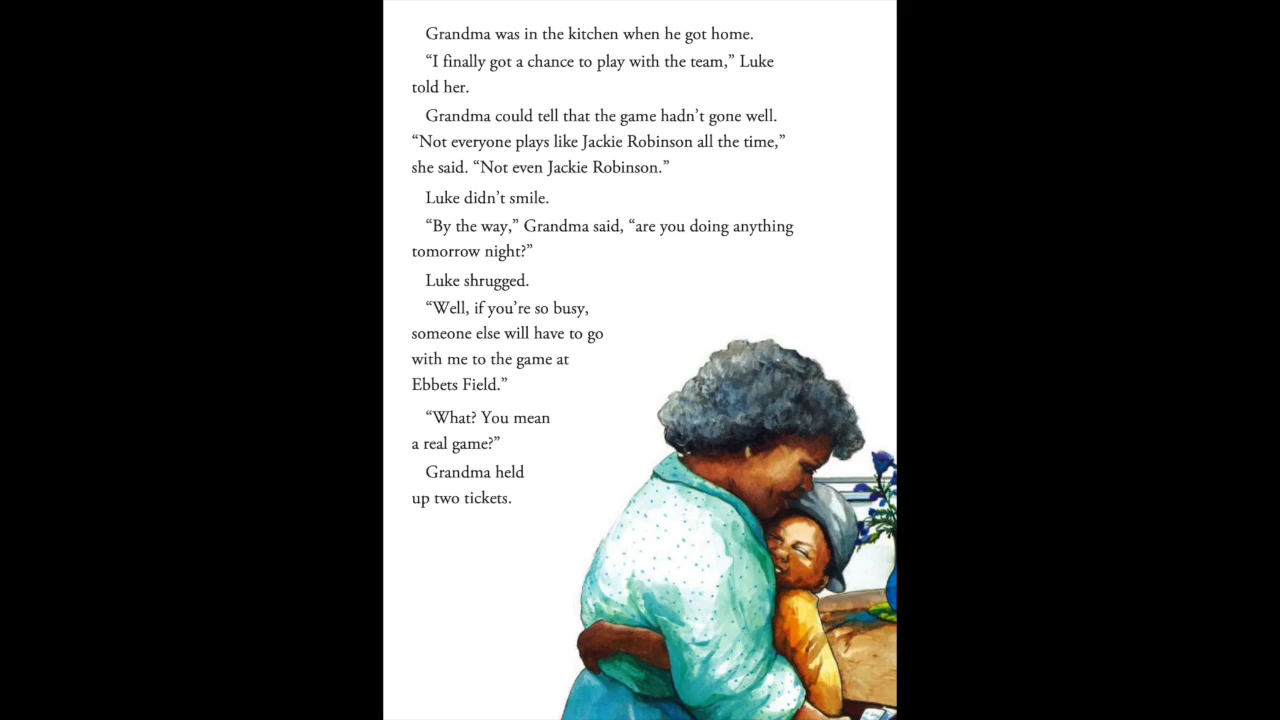 Grandma was in the kitchen when he got home.
“I finally got a chance to play with the team,” Luke
told her.
Grandma could tell that the game hadn’t gone well.
“Not everyone plays like Jackie Robinson all the time,”
she said. “Not even Jackie Robinson.”
Luke didn’t smile.
“By the way,” Grandma said, “are you doing anything
tomorrow night?”
Luke shrugged.
“Well, if you’re so busy,
someone else will have to go
with me to the game at
Ebbets Field.”
“What? You mean
a real game?”
Grandma held
up two tickets.